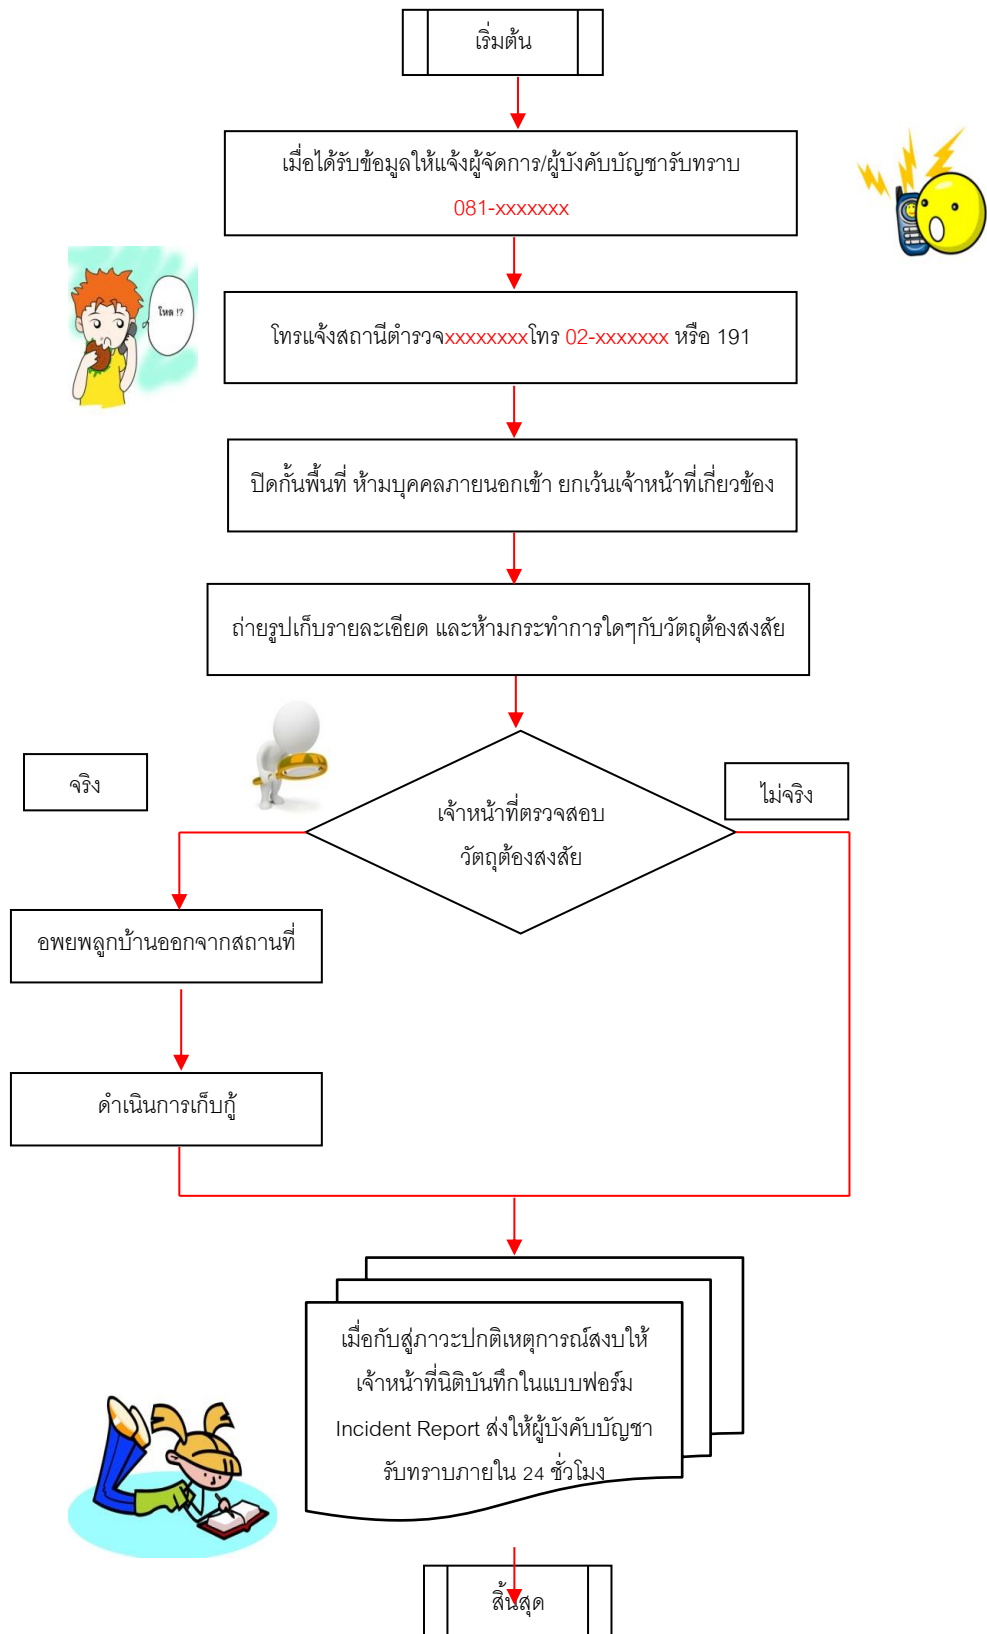 เริ่มต้น
เมื่อได้รับข้อมูลให้แจ้งผู้จัดการ/ผู้บังคับบัญชารับทราบ
081-xxxxxxx
โหล !?
โทรแจ้งสถานีตำรวจxxxxxxxxโทร 02-xxxxxxx หรือ 191
ปิดกั้นพื้นที่ ห้ามบุคคลภายนอกเข้า ยกเว้นเจ้าหน้าที่เกี่ยวข้อง
ถ่ายรูปเก็บรายละเอียด และห้ามกระทำการใดๆกับวัตถุต้องสงสัย
จริง
ไม่จริง
เจ้าหน้าที่ตรวจสอบ
วัตถุต้องสงสัย
อพยพลูกบ้านออกจากสถานที่
ดำเนินการเก็บกู้
เมื่อกับสู่ภาวะปกติเหตุการณ์สงบให้
เจ้าหน้าที่นิติบันทึกในแบบฟอร์ม
Incident Report ส่งให้ผู้บังคับบัญชา
รับทราบภายใน 24 ชั่วโมง
สิ้นสุด